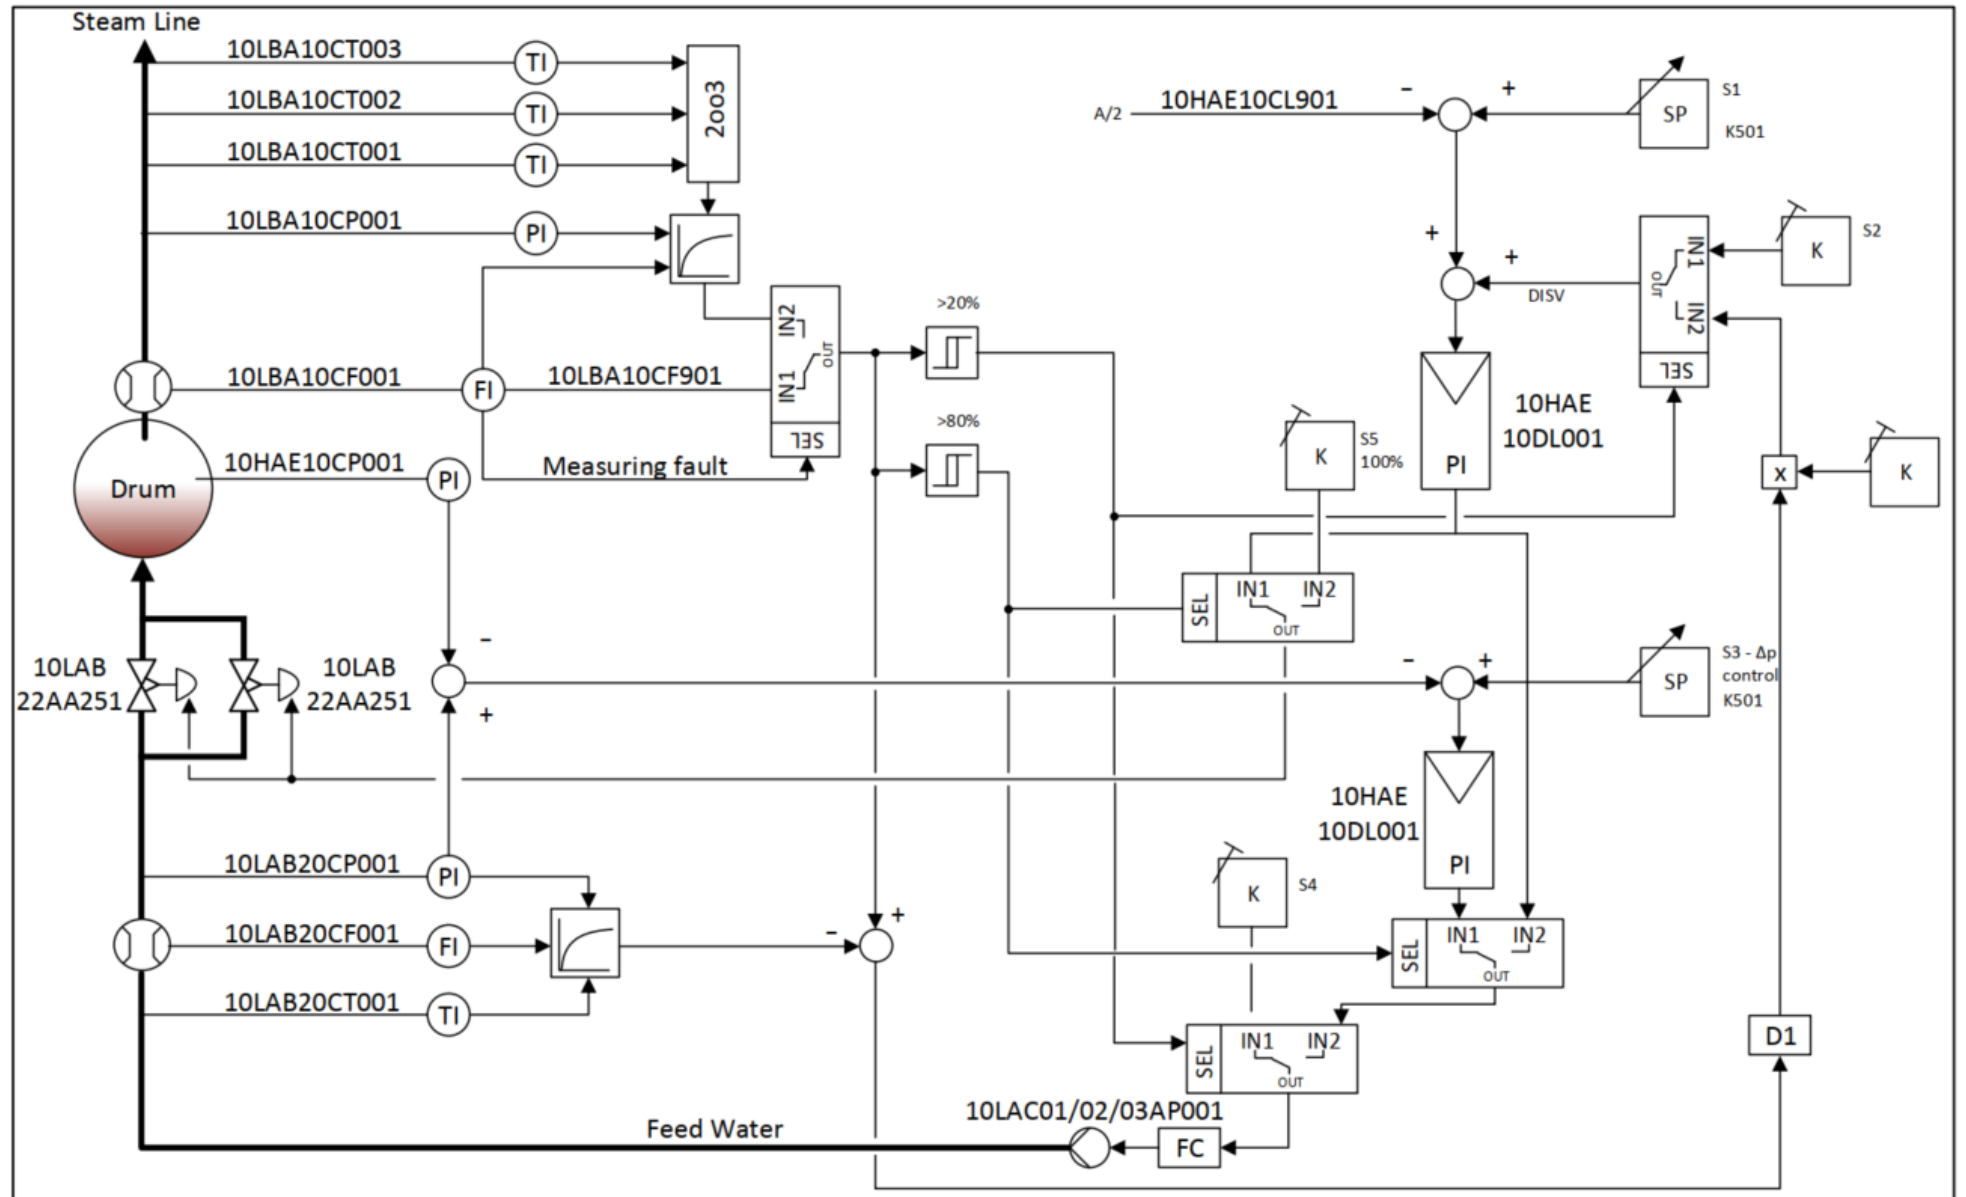 Steam Line
10LBA10CT003
TI
10LBA10CT002
TI
2oo3
10LBA10CT001
TI
10LBA10CP001
PI
A/2
10HAE10CL901
-
+
SP
S1
K501
+
+
DISV
IN1
OUT
IN2
SEL
K
S2
>20%
IN2
OUT
IN1
SEL
10LBA10CF001
FI
10LBA10CF901
>80%
Measuring fault
10HAE
10DL001
PI
K
S5
100%
x
K
Drum
10HAE10CP001
PI
SEL
IN1
IN2
OUT
-
+
10LAB
22AA251
10LAB
22AA251
-
+
SP
S3 - Δp
control
K501
10HAE
10DL001
PI
10LAB20CP001
PI
K
S4
10LAB20CF001
FI
-
+
SEL
IN1
IN2
OUT
10LAB20CT001
TI
SEL
IN1
IN2
OUT
D1
10LAC01/02/03AP001
Feed Water
FC